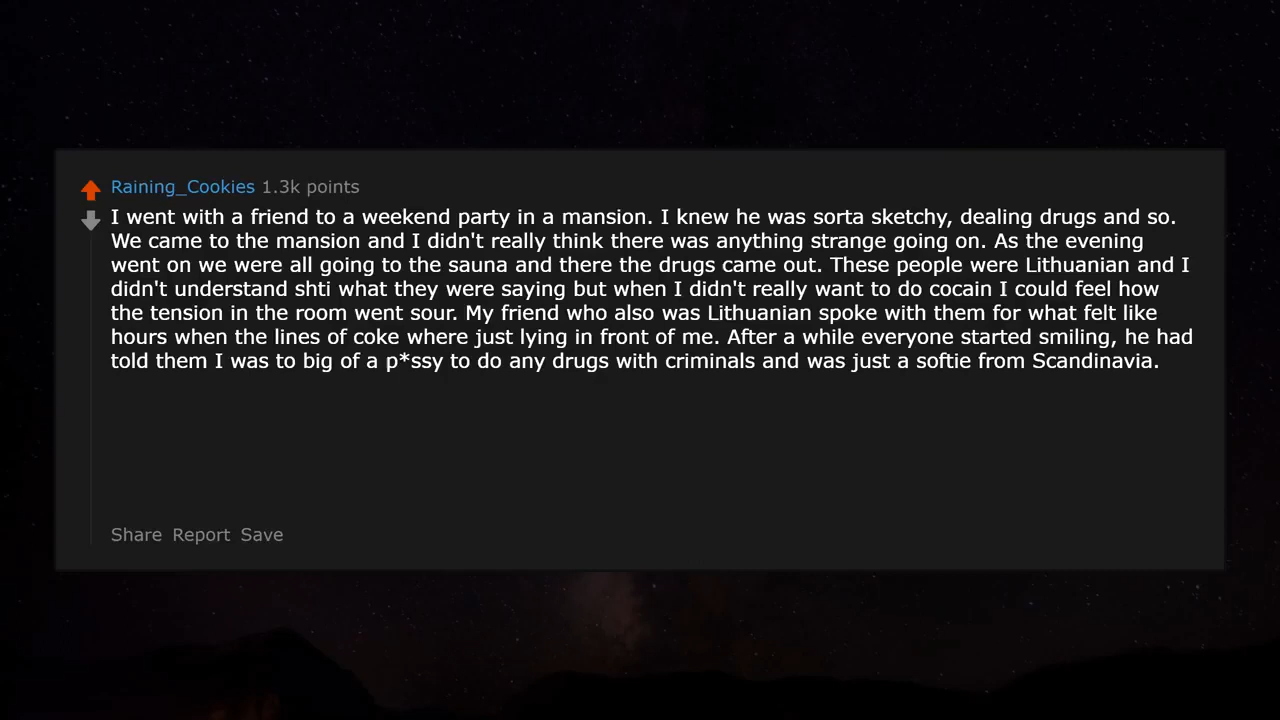 Raining_Cookies 1.3k points
I went with a friend to a weekend party in a mansion. I knew he was sorta sketchy, dealing drugs and so.
We came to the mansion and I didn't really think there was anything strange going on. As the evening
went on we were all going to the sauna and there the drugs came out. These people were Lithuanian and I
didn't understand shti what they were saying but when I didn't really want to do cocain I could feel how
the tension in the room went sour. My friend who also was Lithuanian spoke with them for what felt like
hours when the lines of coke where just lying in front of me. After a while everyone started smiling, he had
told them I was to big of a p*ssy to do any drugs with criminals and was just a softie from Scandinavia.
Share Report Save